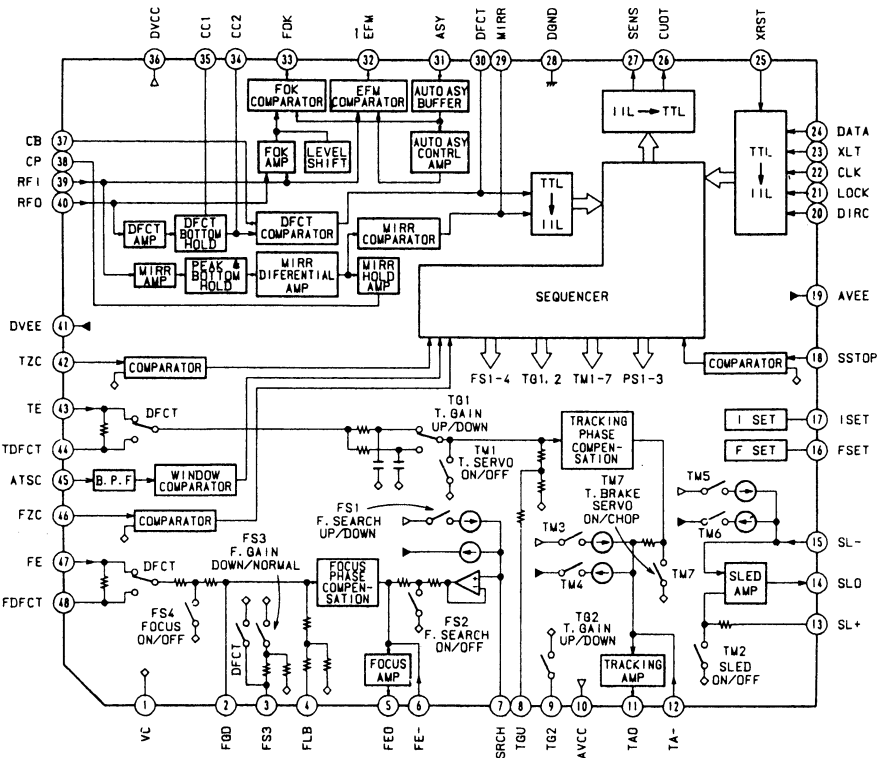 DVCC
CC1
CC2
FOK
EFM
ASY
DFCT
MIRR
DGND
SENS
CUOT
XRST
36
35
34
33
32
31
30
29
28
27
26
25
FOK
COMPARATOR
EFM
COMPARATOR
AUTO ASY
BUFFER
IIL → TTL
FOK
AMP
LEVEL
SHIFT
AUTO ASY
CONTRL
AMP
CB
37
CP
38
RFI
39
RFO
40
TTL
↓
IIL
TTL
↓
IIL
24
DATA
23
XLT
22
CLK
21
LOCK
20
DIRC
DFCT
AMP
DFCT
BOTTOM
HOLD
DFCT
COMPARATOR
MIRR
COMPARATOR
MIRR
AMP
PEAK
BOTTOM
HOLD
MIRR
DIFERENTIAL
AMP
MIRR
HOLD
AMP
SEQUENCER
19
AVEE
DVEE
41
TZC
42
COMPARATOR
FS1-4
TG1, 2
TM1-7
PS1-3
COMPARATOR
18
SSTOP
TE
43
DFCT
TDFCT
44
TG1
T. GAIN
UP/DOWN
TM1
T. SERVO
ON/OFF
TRACKING
PHASE
COMPEN-
SATION
I SET
17
ISET
F SET
16
FSET
ATSC
45
B.P.F
WINDOW
COMPARATOR
FZC
46
COMPARATOR
FS1
F. SEARCH
UP/DOWN
TM7
T. BRAKE
SERVO
ON/CHOP
TM5
TM6
15
SL-
FE
47
DFCT
FDFCT
48
FS3
F. GAIN
DOWN/NORMAL
FOCUS
PHASE
COMPEN-
SATION
TM3
TM4
TM7
SLED
AMP
14
SLO
13
SL+
FS4
FOCUS
ON/OFF
DFCT
FS2
F. SEARCH
ON/OFF
TG2
T. GAIN
UP/DOWN
TM2
SLED
ON/OFF
FOCUS
AMP
TRACKING
AMP
1
2
3
4
5
6
7
8
9
10
11
12
VC
FGD
FS3
FLB
FEO
FE-
SRCH
TGU
TG2
AVCC
TAO
TA-